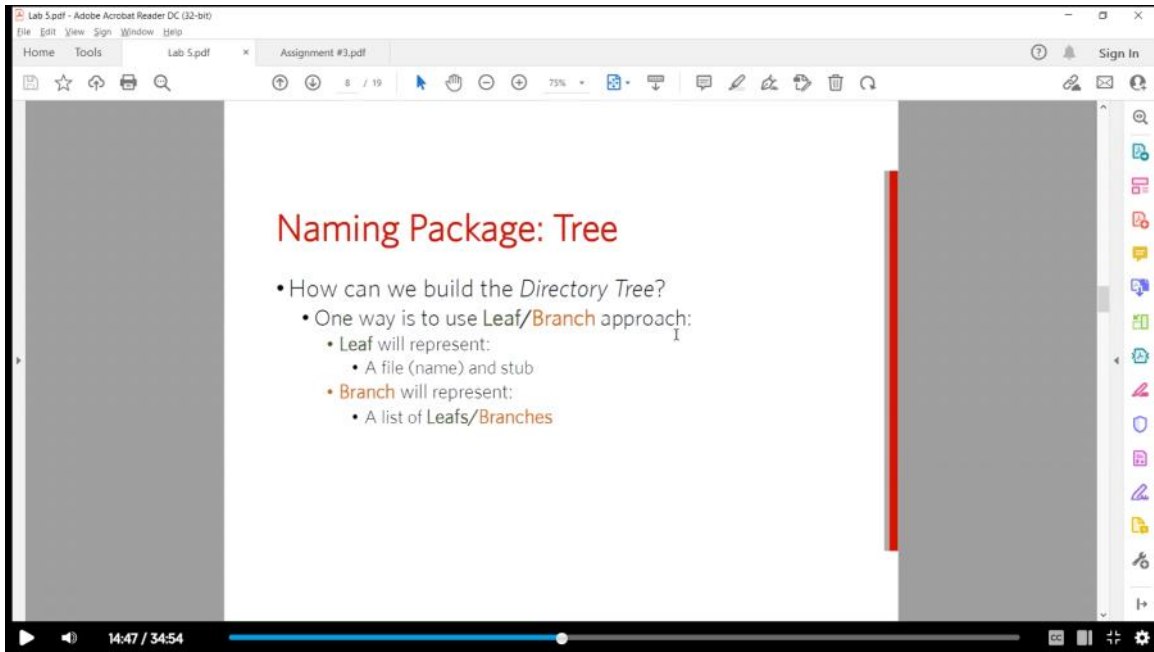 Lab 5.pdf - Adobe Acrobat Reader DC (32-bit)
File Edit View Sign Window Help
Home Tools Lab 5.pdf × Assignment #3.pdf Sign In
8 / 19 75%
Naming Package: Tree
• How can we build the Directory Tree?
• One way is to use Leaf/Branch approach:
• Leaf will represent:
• A file (name) and stub
• Branch will represent:
• A list of Leafs/Branches
14:47 / 34:54 CC